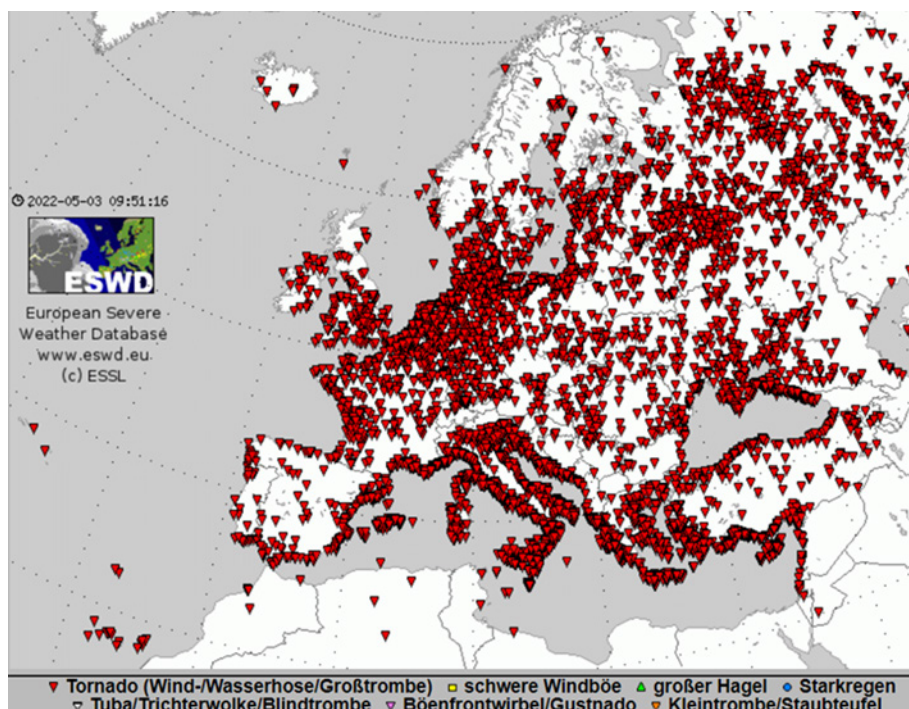 2022-05-03 09:51:16
ESWD
European Severe
Weather Database
www.eswd.eu
(c) ESSL
Tornado (Wind-/Wasserhose/Großtrombe) schwere Windböe großer Hagel Starkregen
Tuba/Trichterwolke/Blindtrombe Böenfrontwirbel/Gustnado Kleintrombe/Staubteufel